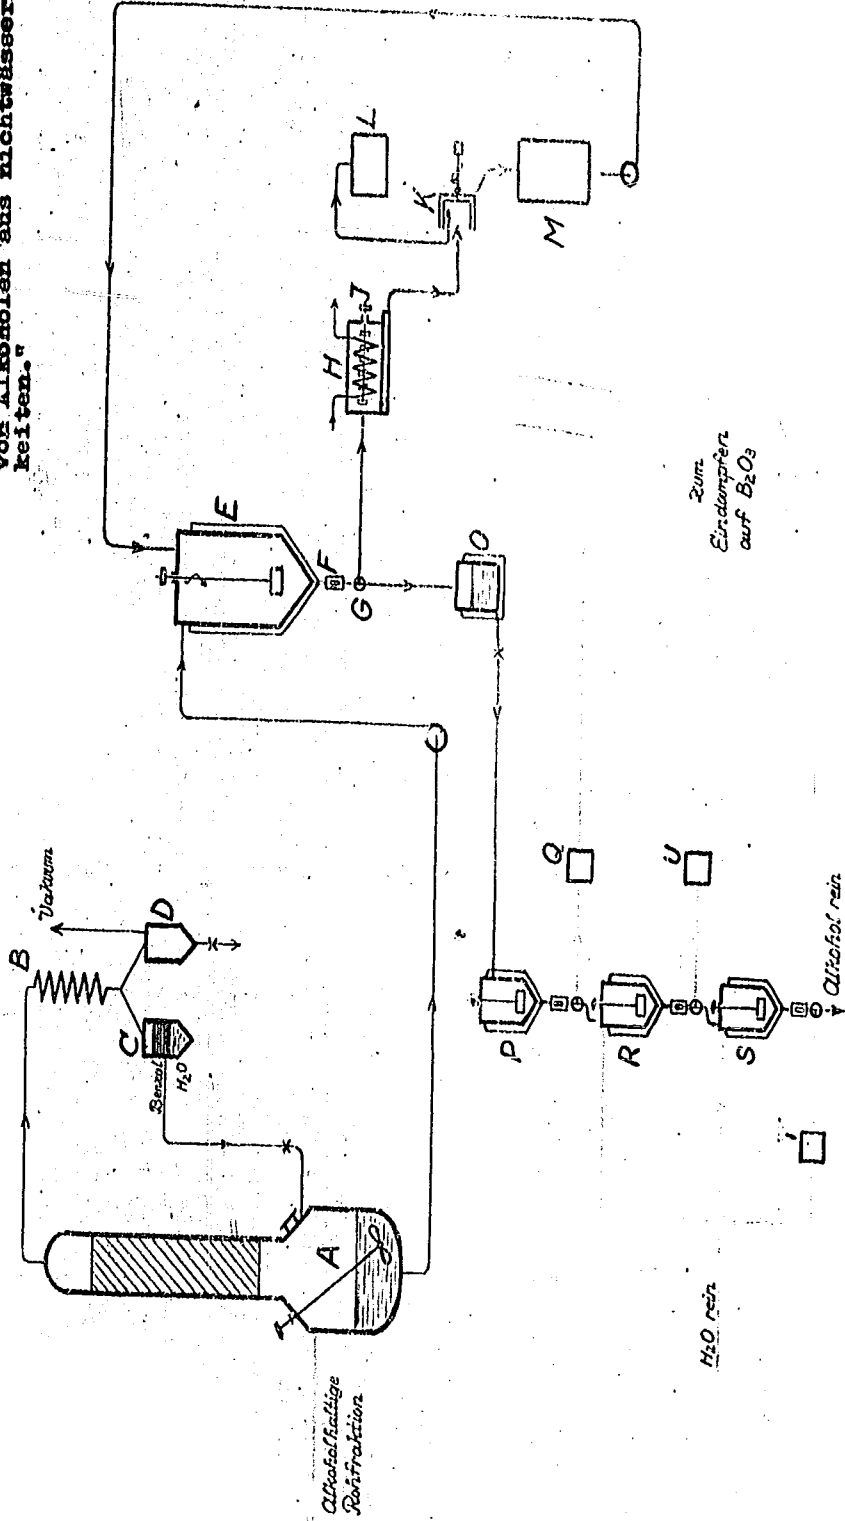 von Alkoholen aus nichtwässer
keiten."
Vakuum
B
D
C
Benzol
H₂O
A
Alkoholhaltige
Rohfraktion
E
F
G
H
J
K
L
M
O
P
Q
R
U
S
Alkohol rein
H₂O rein
zum
Eindampfen
auf B₂O₃